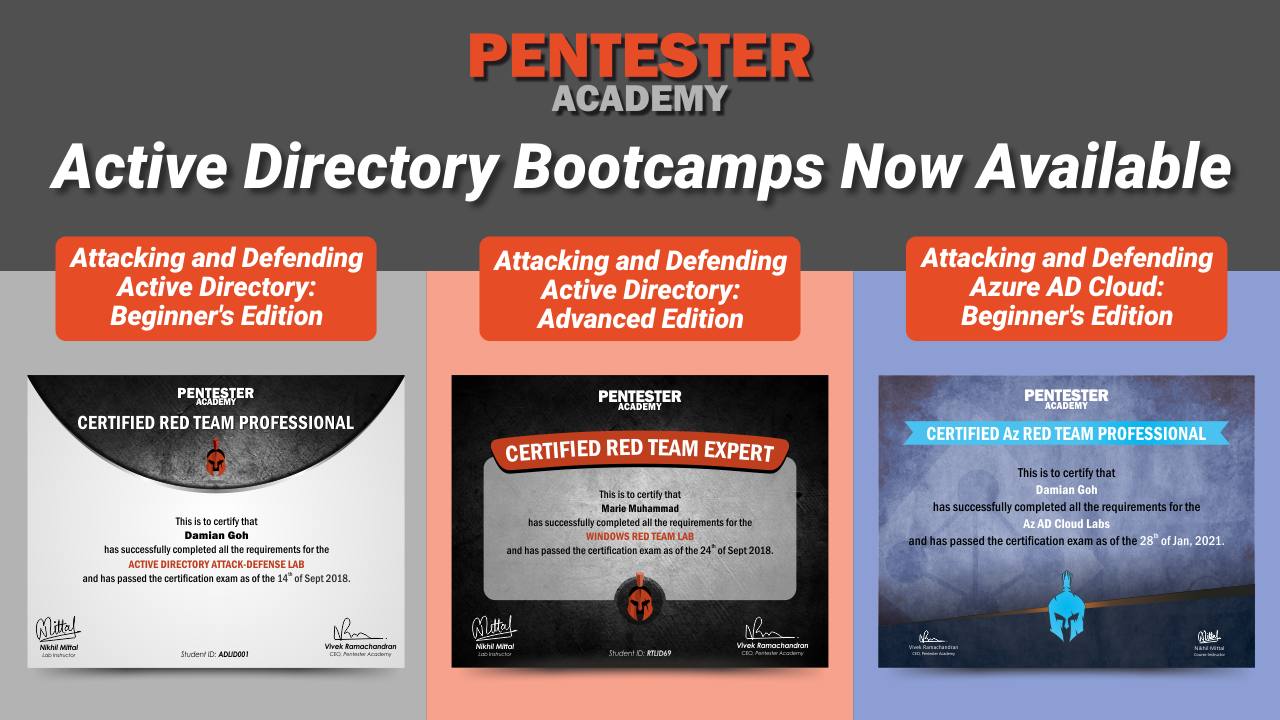 PENTESTER
ACADEMY
Active Directory Bootcamps Now Available
Attacking and Defending
Active Directory:
Beginner's Edition
PENTESTER
ACADEMY
CERTIFIED RED TEAM PROFESSIONAL
This is to certify that
Damian Goh
has successfully completed all the requirements for the
ACTIVE DIRECTORY ATTACK-DEFENSE LAB
and has passed the certification exam as of the 14th of Sept 2018.
Nikhil Mittal
Lab Instructor
Student ID: ADLID001
Vivek Ramachandran
CEO, Pentester Academy
Attacking and Defending
Active Directory:
Advanced Edition
PENTESTER
ACADEMY
CERTIFIED RED TEAM EXPERT
This is to certify that
Marie Muhammad
has successfully completed all the requirements for the
WINDOWS RED TEAM LAB
and has passed the certification exam as of the 24th of Sept 2018.
Nikhil Mittal
Lab Instructor
Student ID: RTLID69
Vivek Ramachandran
CEO, Pentester Academy
Attacking and Defending
Azure AD Cloud:
Beginner's Edition
PENTESTER
ACADEMY
CERTIFIED Az RED TEAM PROFESSIONAL
This is to certify that
Damian Goh
has successfully completed all the requirements for the
Az AD Cloud Labs
and has passed the certification exam as of the 28th of Jan, 2021.
Vivek Ramachandran
CEO, Pentester Academy
Nikhil Mittal
Course Instructor